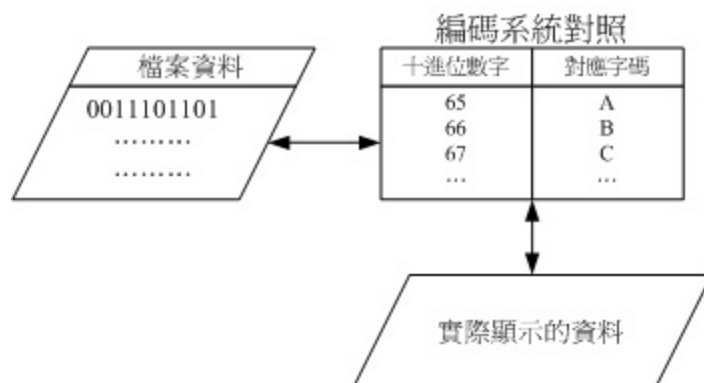 檔案資料
0011101101
.........
.........
編碼系統對照
十進位數字 對應字碼
65 A
66 B
67 C
... ...
實際顯示的資料